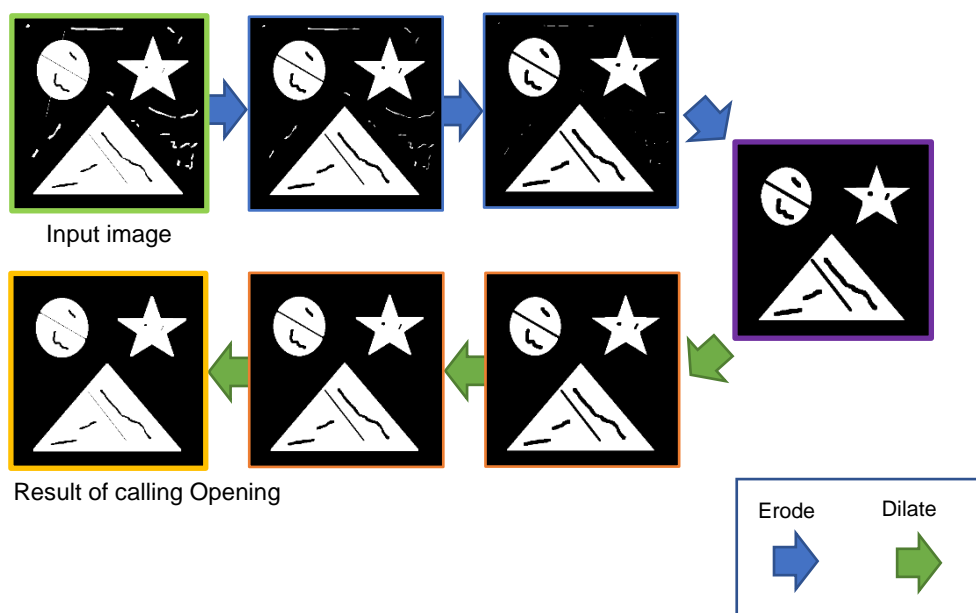 Input image
Result of calling Opening
Erode
Dilate